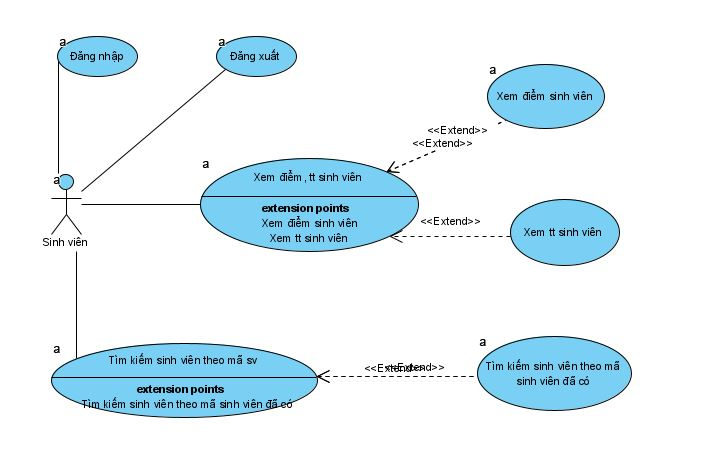 a
Đăng nhập
a
Đăng xuất
a
Xem điểm sinh viên
<<Extend>>
<<Extend>>
a
Xem điểm , tt sinh viên
extension points
Xem điểm sinh viên
Xem tt sinh viên
a
Sinh viên
<<Extend>>
Xem tt sinh viên
a
Tìm kiếm sinh viên theo mã sv
extension points
Tìm kiếm sinh viên theo mã sinh viên đã có
<<Extend>>
<<Extend>>
a
Tìm kiếm sinh viên theo mã
sinh viên đã có